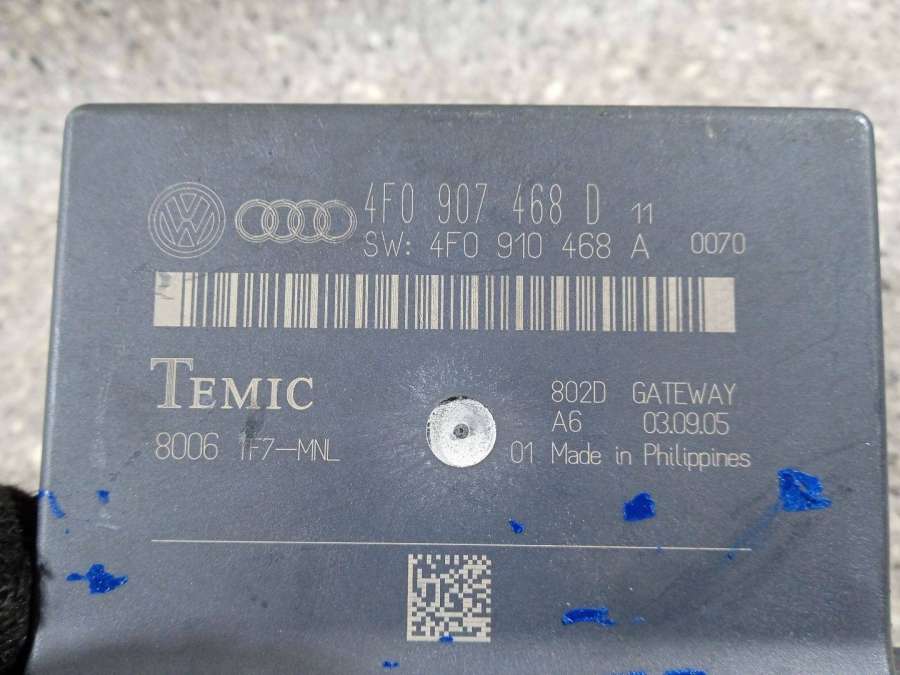 4F0 907 468 D 11
SW: 4F0 910 468 A 0070
TEMIC
8006 1F7-MNL
802D GATEWAY
A6 03.09.05
01 Made in Philippines